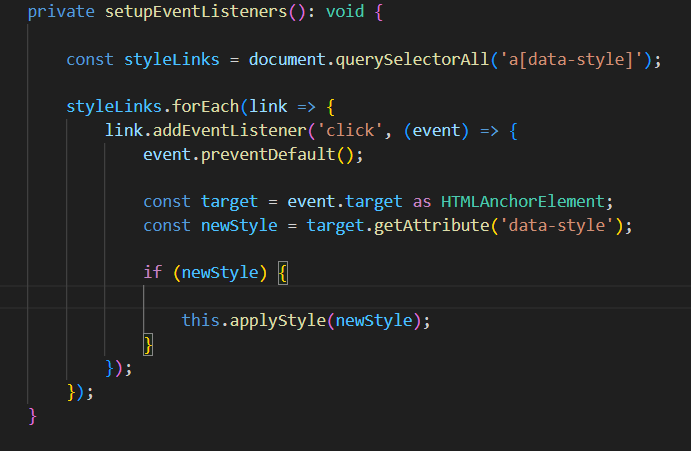 private setupEventListeners(): void {
const styleLinks = document.querySelectorAll('a[data-style]');
styleLinks.forEach(link => {
link.addEventListener('click', (event) => {
event.preventDefault();
const target = event.target as HTMLAnchorElement;
const newStyle = target.getAttribute('data-style');
if (newStyle) {
this.applyStyle(newStyle);
}
});
});
}